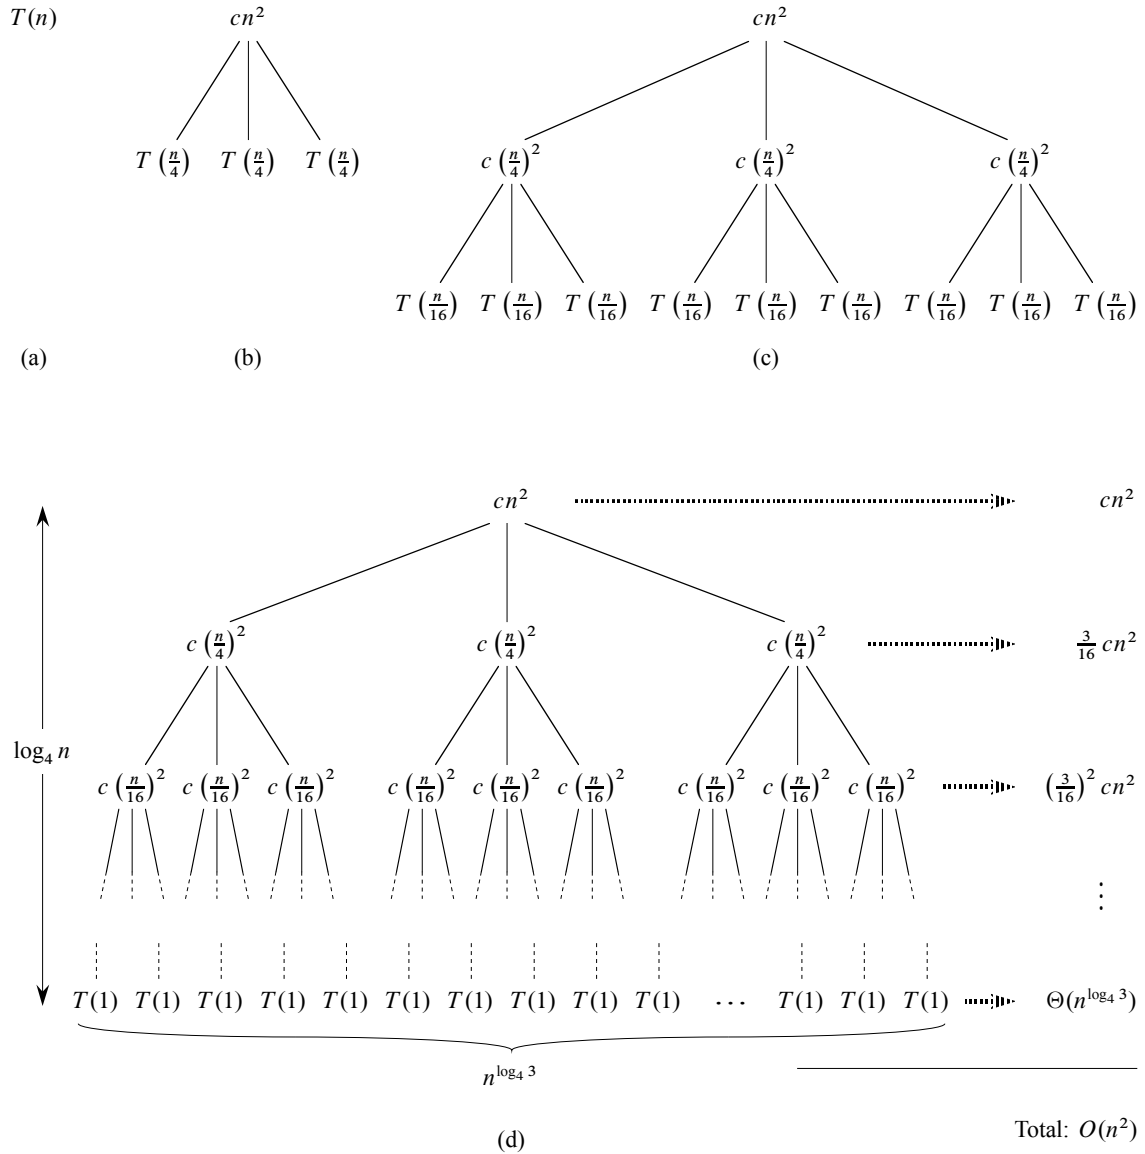 T(n) cn² cn²
T (n/4) T (n/4) T (n/4) c (n/4)² c (n/4)² c (n/4)²
T (n/16) T (n/16) T (n/16) T (n/16) T (n/16) T (n/16) T (n/16) T (n/16) T (n/16)
(a) (b) (c)
cn² cn²
c (n/4)² c (n/4)² c (n/4)² 3/16 cn²
log₄ n
c (n/16)² c (n/16)² c (n/16)² c (n/16)² c (n/16)² c (n/16)² c (n/16)² c (n/16)² c (n/16)² (3/16)² cn²
⋮
T(1) T(1) T(1) T(1) T(1) T(1) T(1) T(1) T(1) T(1) … T(1) T(1) T(1) Θ(n^{log₄ 3})
n^{log₄ 3}
(d) Total: O(n²)